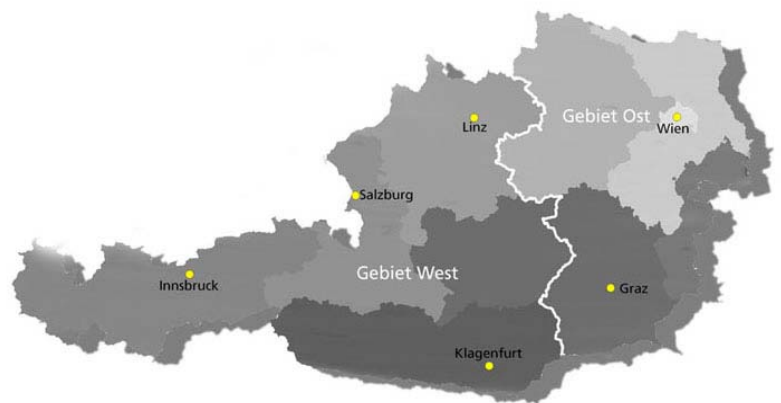 Gebiet Ost
Linz
Wien
Salzburg
Gebiet West
Innsbruck
Graz
Klagenfurt